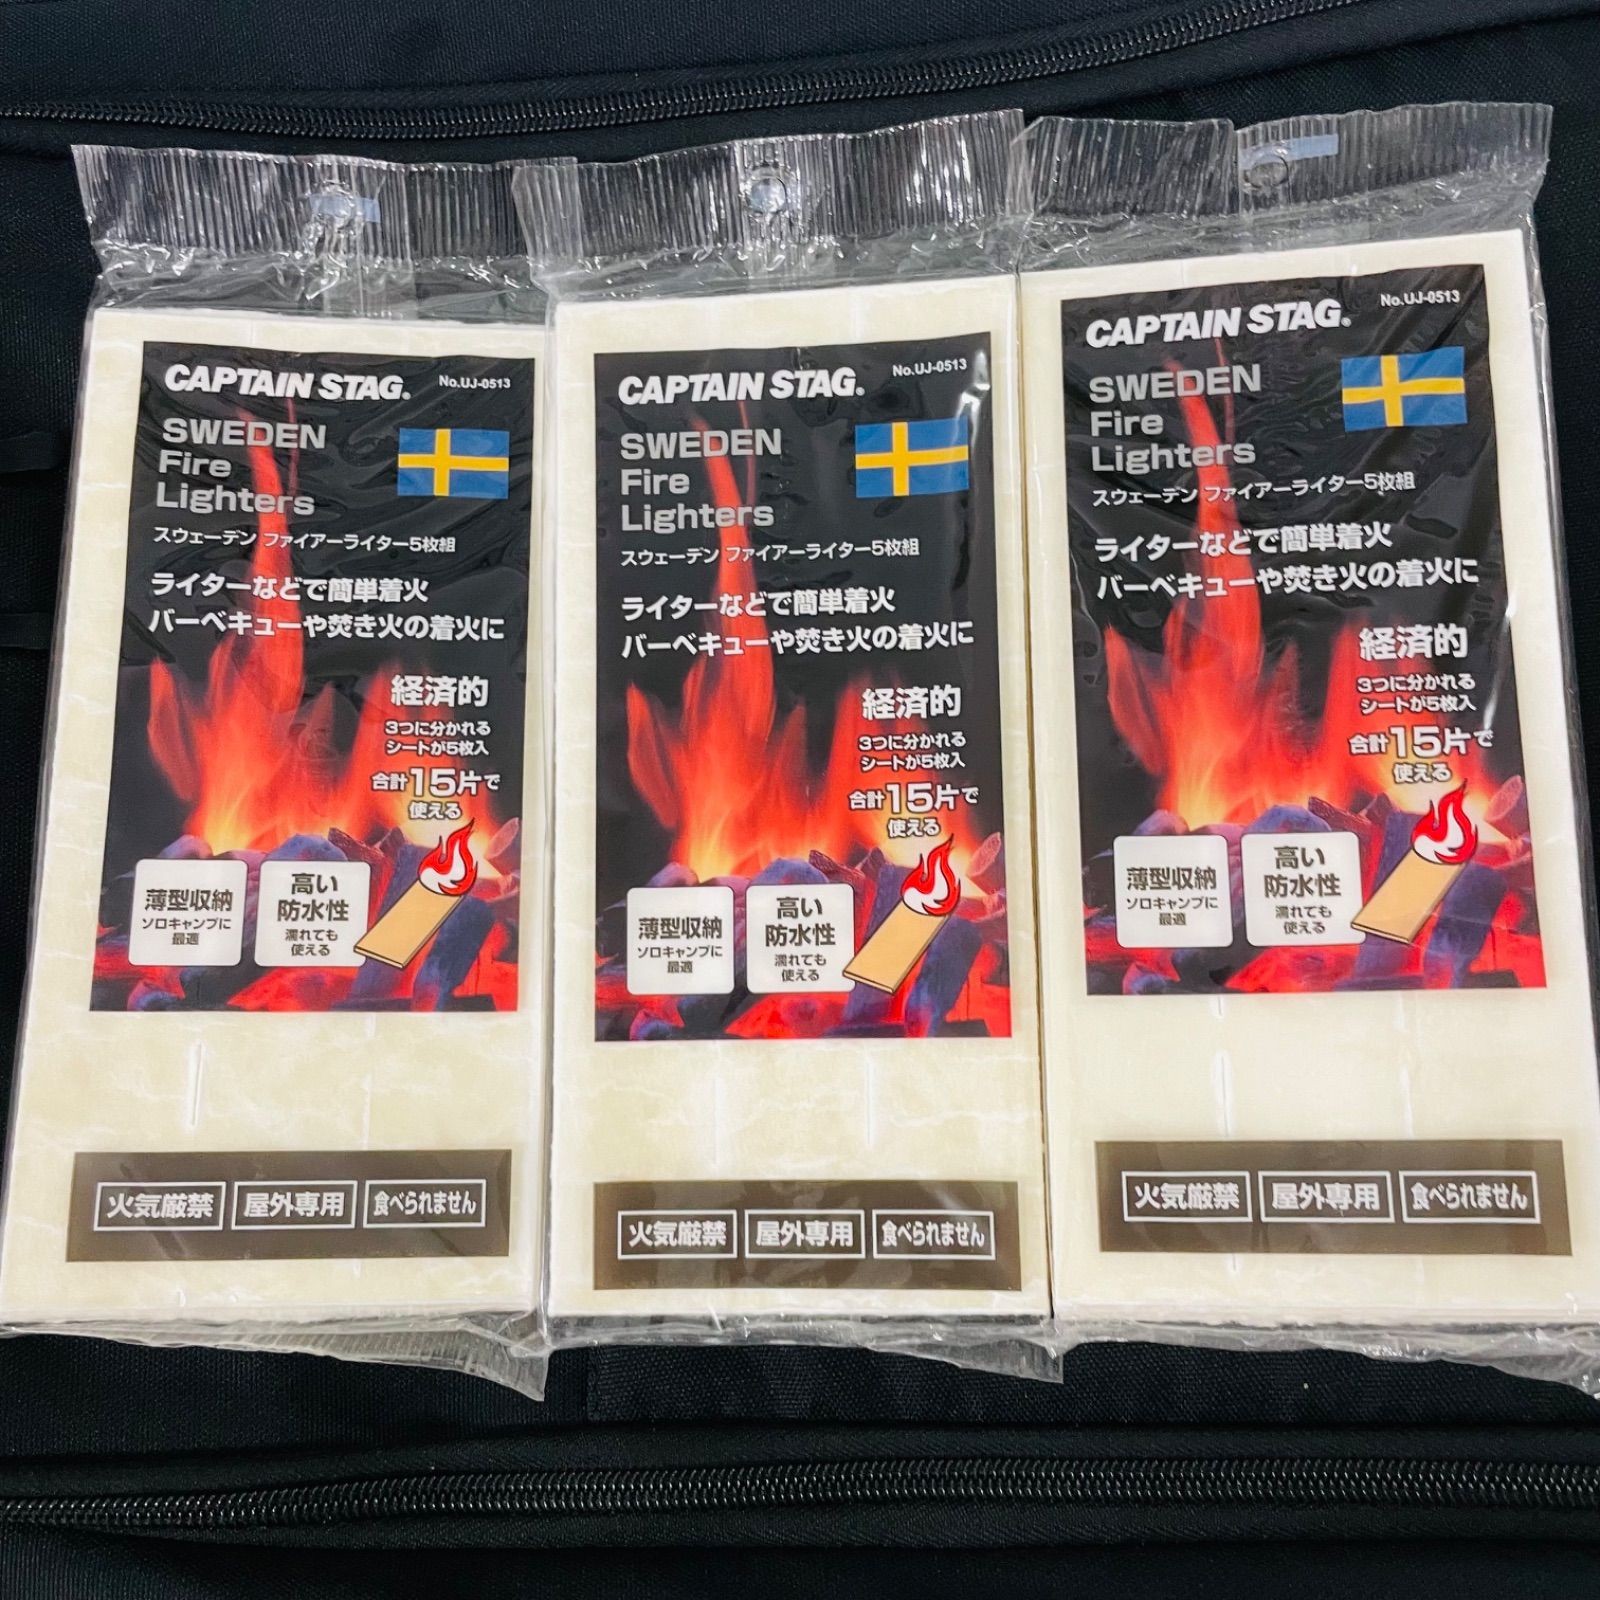 CAPTAIN STAG®
No.UJ-0513
SWEDEN
Fire
Lighters
スウェーデン ファイアーライター5枚組
ライターなどで簡単着火
バーベキューや焚き火の着火に
経済的
3つに分かれる
シートが5枚入
合計15片で
使える
薄型収納
ソロキャンプに
最適
高い
防水性
濡れても
使える
火気厳禁 屋外専用 食べられません
CAPTAIN STAG®
No.UJ-0513
SWEDEN
Fire
Lighters
スウェーデン ファイアーライター5枚組
ライターなどで簡単着火
バーベキューや焚き火の着火に
経済的
3つに分かれる
シートが5枚入
合計15片で
使える
薄型収納
ソロキャンプに
最適
高い
防水性
濡れても
使える
火気厳禁 屋外専用 食べられません
CAPTAIN STAG®
No.UJ-0513
SWEDEN
Fire
Lighters
スウェーデン ファイアーライター5枚組
ライターなどで簡単着火
バーベキューや焚き火の着火に
経済的
3つに分かれる
シートが5枚入
合計15片で
使える
薄型収納
ソロキャンプに
最適
高い
防水性
濡れても
使える
火気厳禁 屋外専用 食べられません